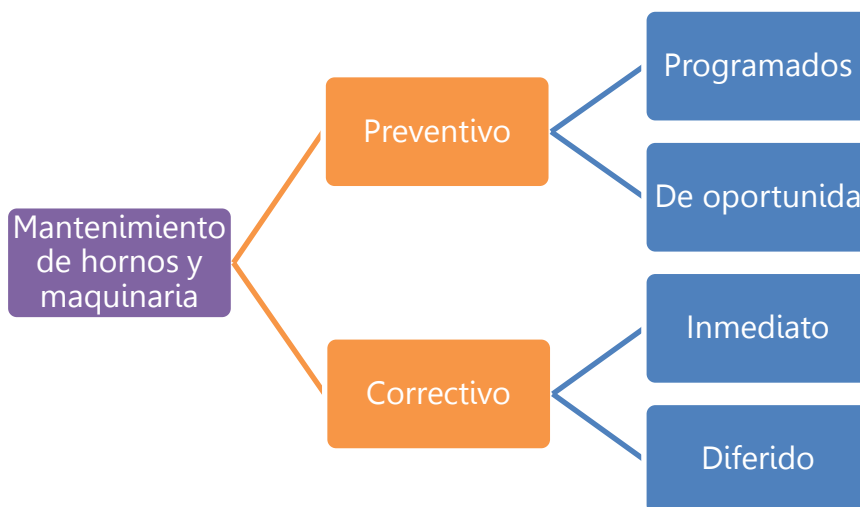 Mantenimiento
de hornos y
maquinaria
Preventivo
Programados
De oportunida
Correctivo
Inmediato
Diferido